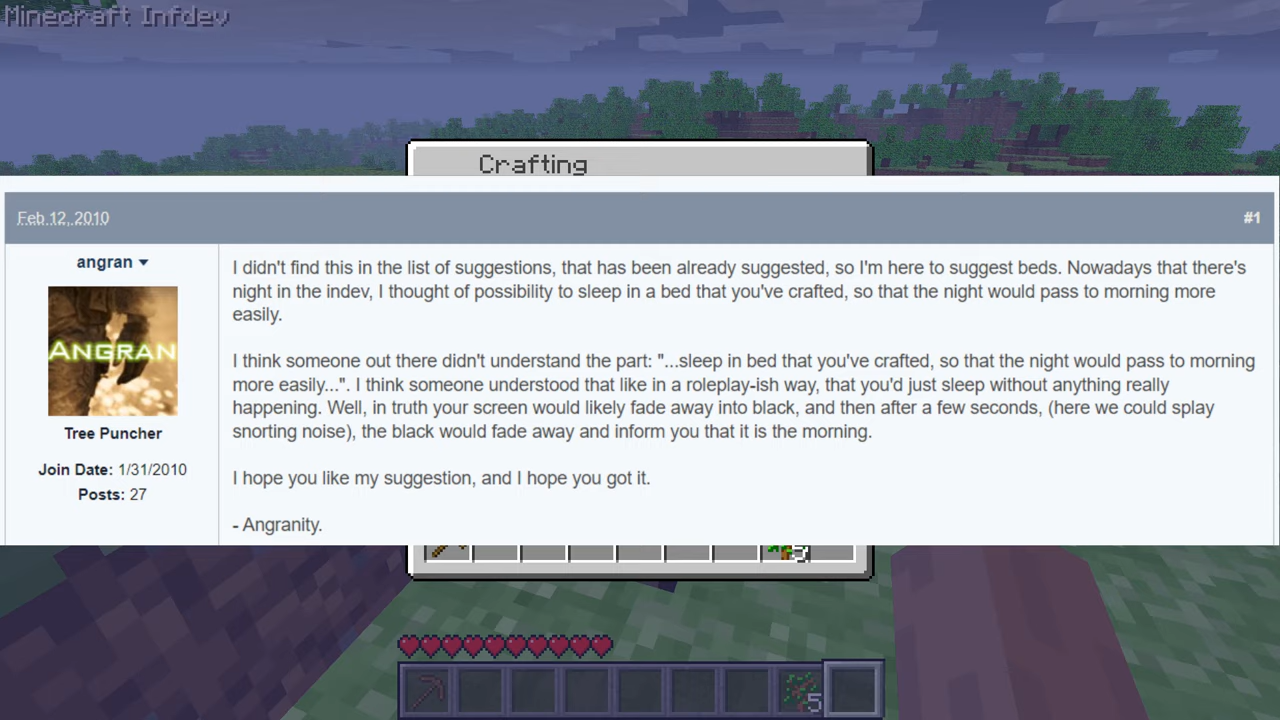 Minecraft Infdev
Crafting
Feb 12, 2010
#1
angran
ANGRAN
Tree Puncher
Join Date: 1/31/2010
Posts: 27
I didn't find this in the list of suggestions, that has been already suggested, so I'm here to suggest beds. Nowadays that there's
night in the indev, I thought of possibility to sleep in a bed that you've crafted, so that the night would pass to morning more
easily.
I think someone out there didn't understand the part: "...sleep in bed that you've crafted, so that the night would pass to morning
more easily...". I think someone understood that like in a roleplay-ish way, that you'd just sleep without anything really
happening. Well, in truth your screen would likely fade away into black, and then after a few seconds, (here we could splay
snorting noise), the black would fade away and inform you that it is the morning.
I hope you like my suggestion, and I hope you got it.
- Angranity.
5
5